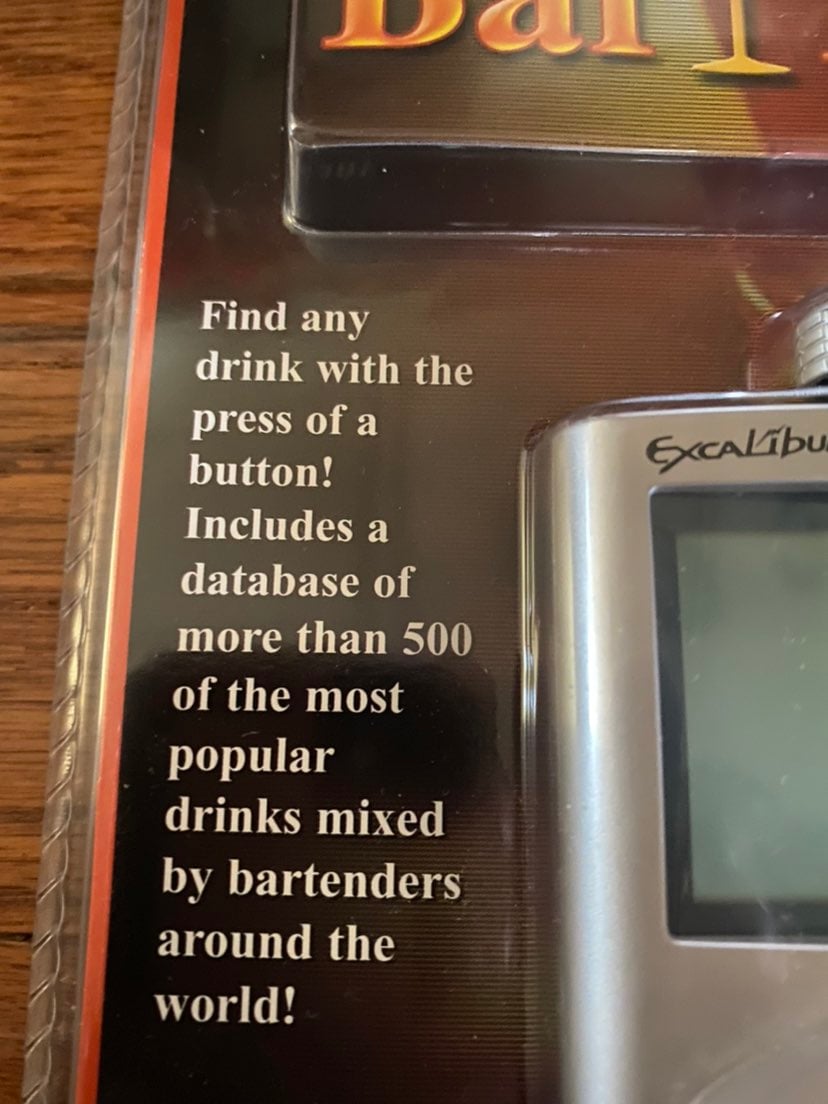 Bar
Find any
drink with the
press of a
button!
Includes a
database of
more than 500
of the most
popular
drinks mixed
by bartenders
around the
world!